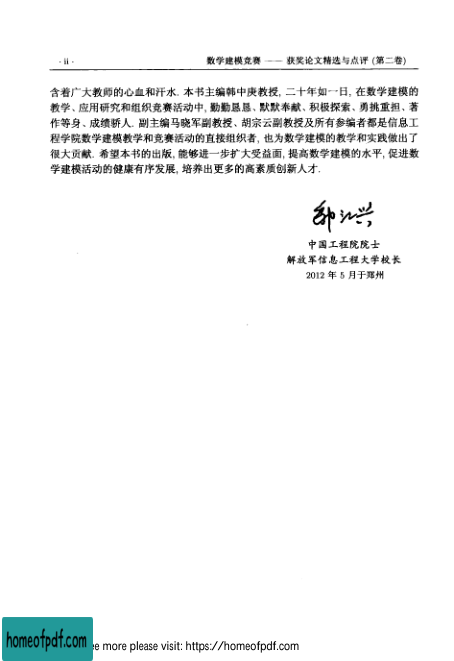 · ii ·    数学建模竞赛 —— 获奖论文精选与点评 (第二卷)
含着广大教师的心血和汗水. 本书主编韩中庚教授, 二十年如一日, 在数学建模的
教学、应用研究和组织竞赛活动中, 勤勤恳恳、默默奉献、积极探索、勇挑重担、著
作等身、成绩骄人. 副主编马晓军副教授、胡宗云副教授及所有参编者都是信息工
程学院数学建模教学和竞赛活动的直接组织者, 也为数学建模的教学和实践做出了
很大贡献. 希望本书的出版, 能够进一步扩大受益面, 提高数学建模的水平, 促进数
学建模活动的健康有序发展, 培养出更多的高素质创新人才.
中国工程院院士
解放军信息工程大学校长
2012 年 5 月于郑州
homeofpdf.com
ee more please visit: https://homeofpdf.com